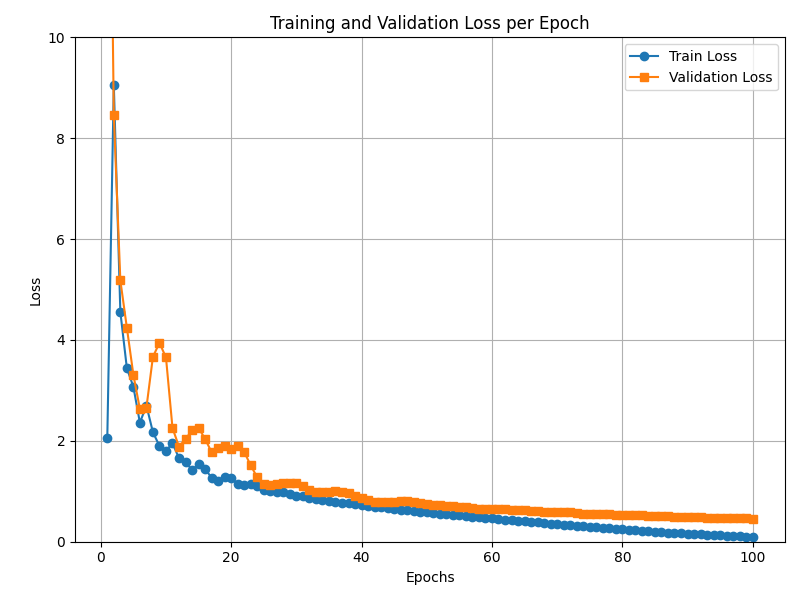 Training and Validation Loss per Epoch
Train Loss
Validation Loss
10
8
6
4
2
0
Loss
0 20 40 60 80 100
Epochs